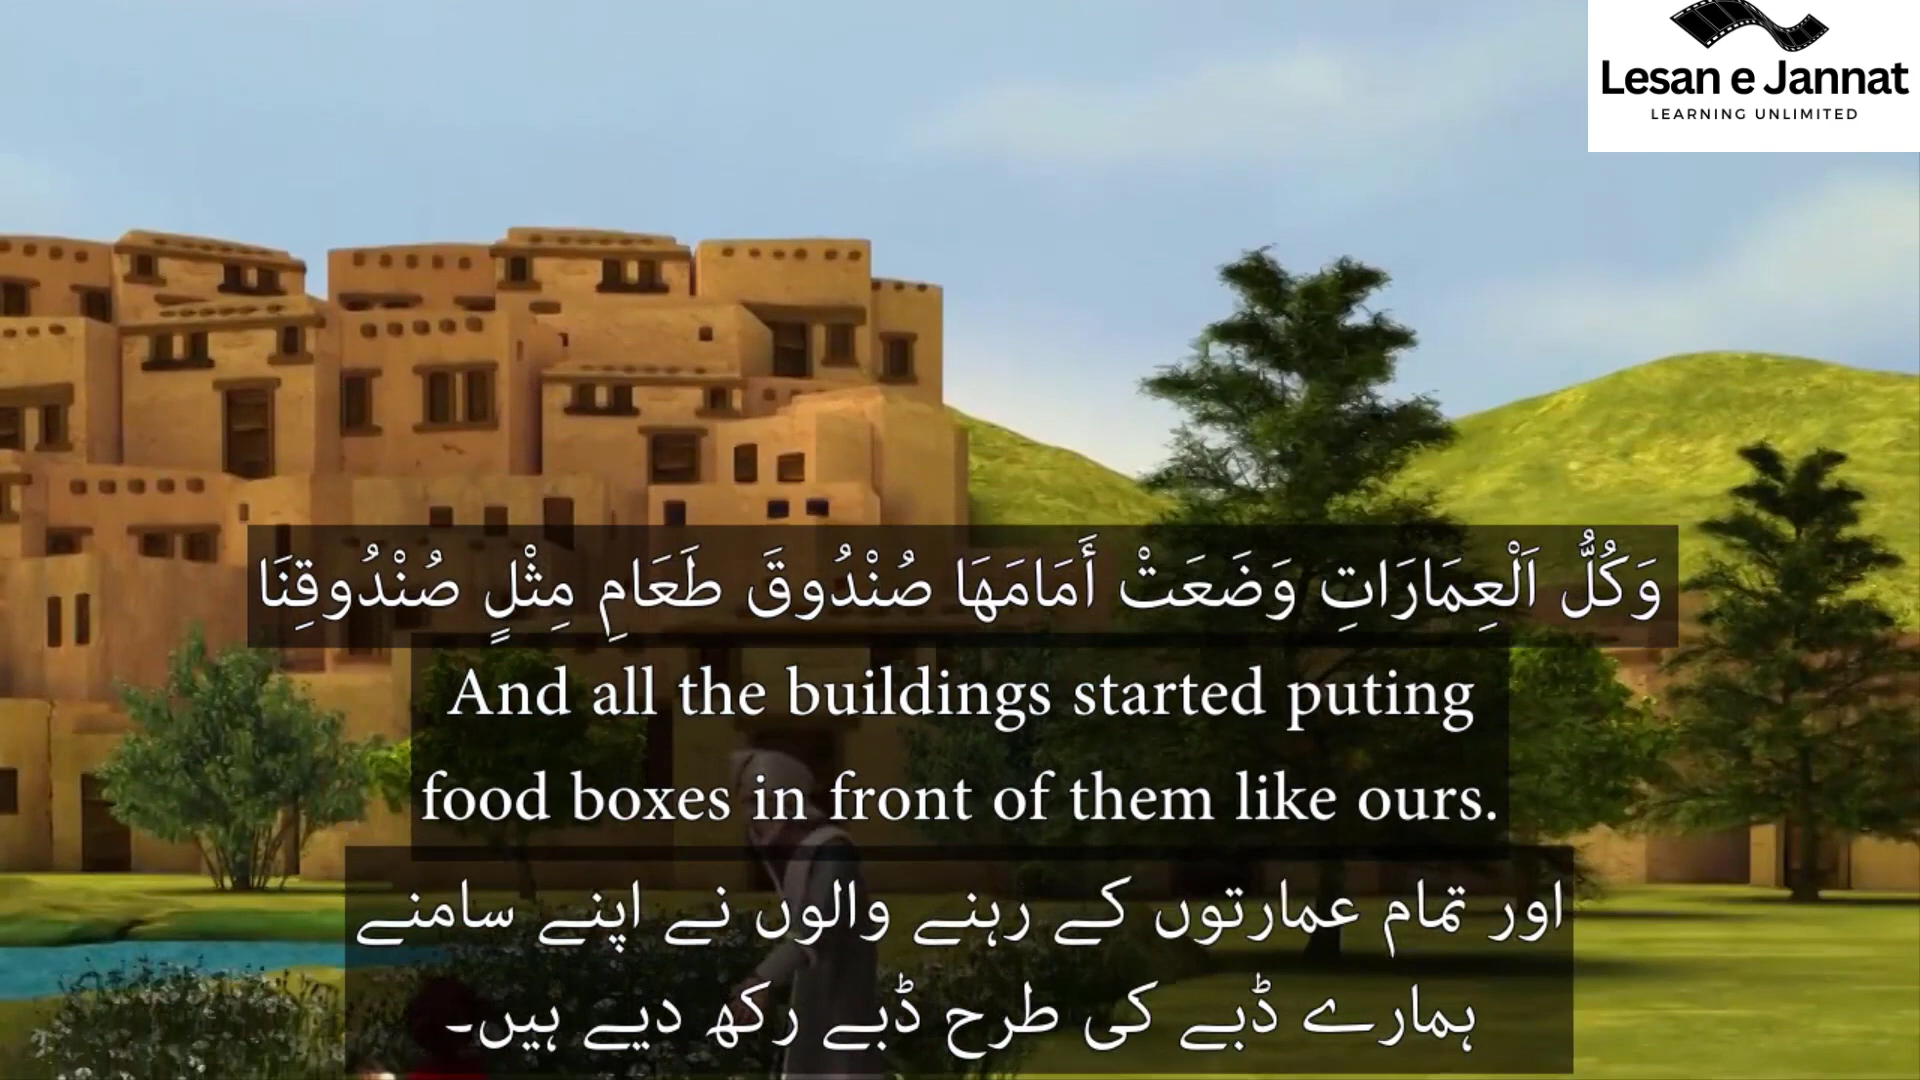 Lesan e Jannat
LEARNING UNLIMITED
وَكُلُّ اَلْعِمَارَاتِ وَضَعَتْ أَمَامَهَا صُنْدُوقَ طَعَامِ مِثْلٍ صُنْدُوقِنَا
And all the buildings started puting
food boxes in front of them like ours.
اور تمام عمارتوں کے رہنے والوں نے اپنے سامنے
ہمارے ڈبے کی طرح ڈبے رکھ دیے ہیں۔